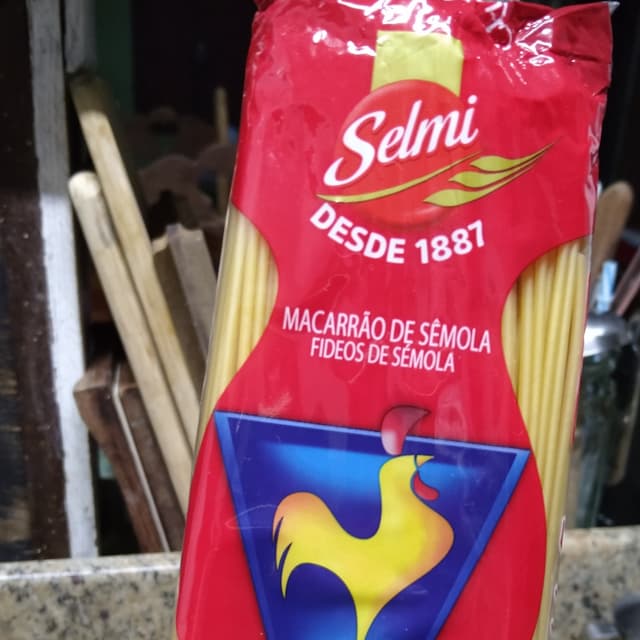 Selmi
DESDE 1887
MACARRÃO DE SÊMOLA
FIDEOS DE SÉMOLA